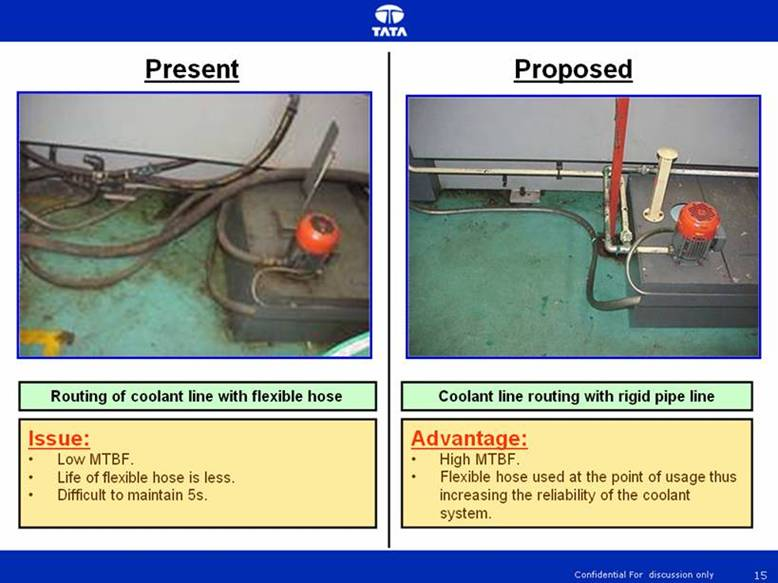 TATA
Present
Proposed
Routing of coolant line with flexible hose
Coolant line routing with rigid pipe line
Issue:
• Low MTBF.
• Life of flexible hose is less.
• Difficult to maintain 5s.
Advantage:
• High MTBF.
• Flexible hose used at the point of usage thus
increasing the reliability of the coolant
system.
Confidential For discussion only
15